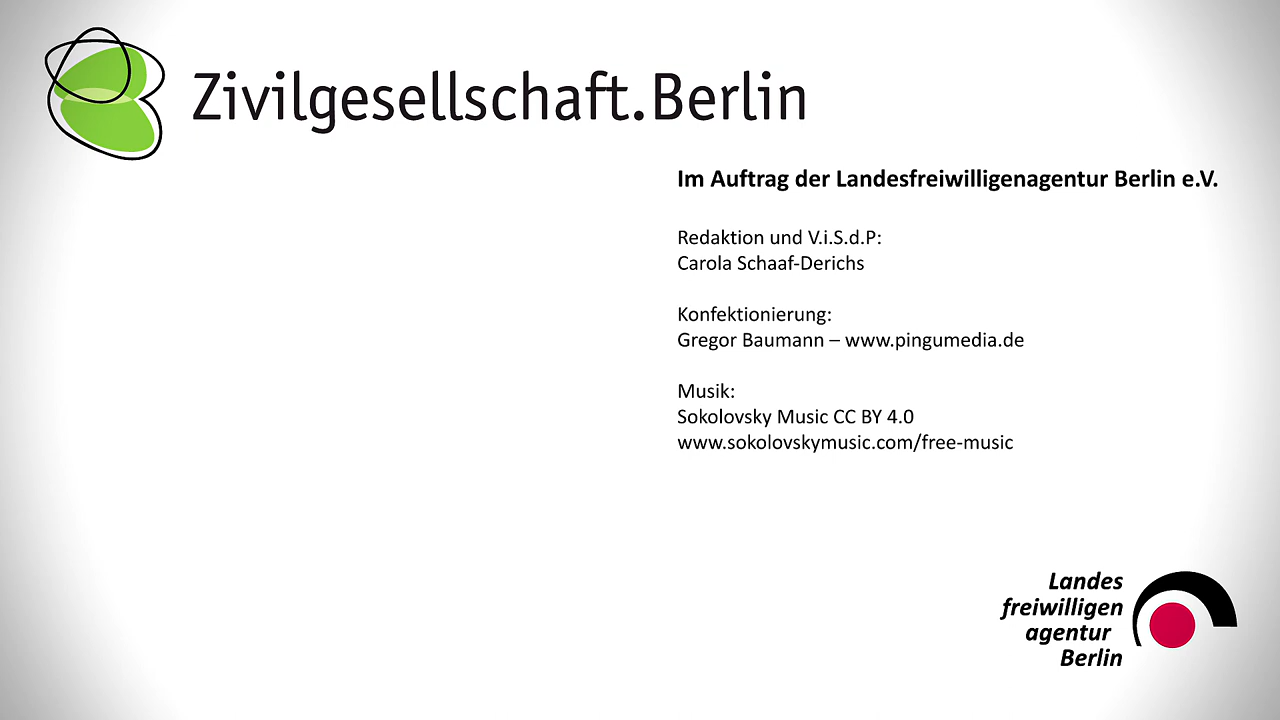 Zivilgesellschaft.Berlin
Im Auftrag der Landesfreiwilligenagentur Berlin e.V.
Redaktion und V.i.S.d.P:
Carola Schaaf-Derichs
Konfektionierung:
Gregor Baumann – www.pingumedia.de
Musik:
Sokolovsky Music CC BY 4.0
www.sokolovskymusic.com/free-music
Landes
freiwilligen
agentur
Berlin